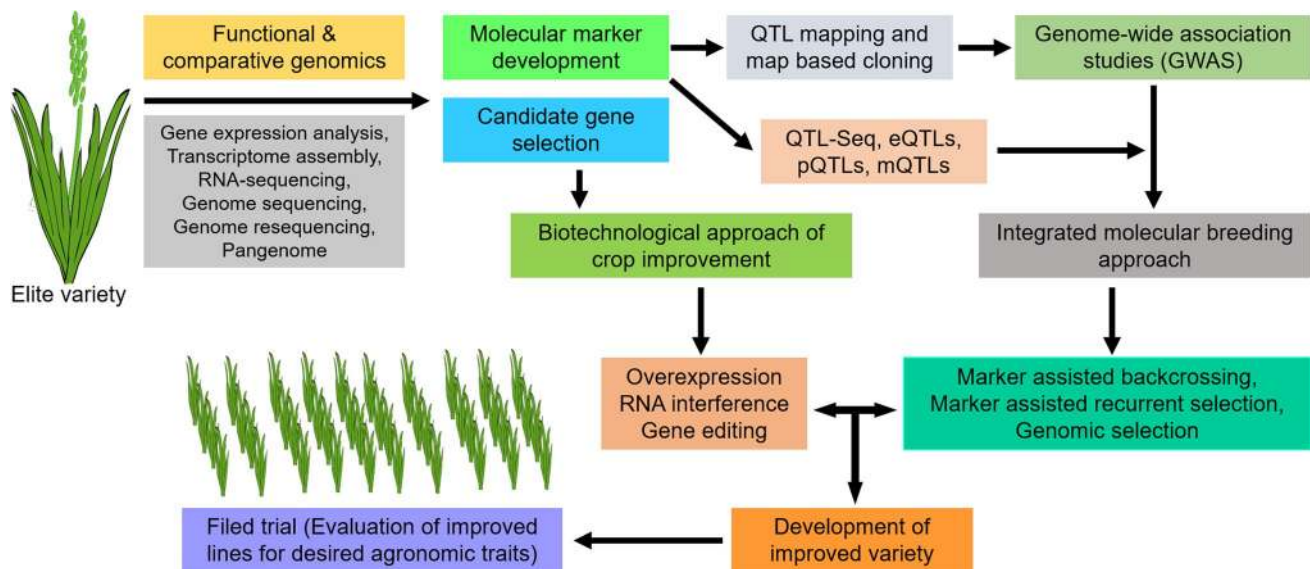 Functional &
comparative genomics
Molecular marker
development
QTL mapping and
map based cloning
Genome-wide association
studies (GWAS)
Gene expression analysis,
Transcriptome assembly,
RNA-sequencing,
Genome sequencing,
Genome resequencing,
Pangenome
Candidate gene
selection
QTL-Seq, eQTLs,
pQTLs, mQTLs
Elite variety
Biotechnological approach of
crop improvement
Integrated molecular breeding
approach
Overexpression
RNA interference
Gene editing
Marker assisted backcrossing,
Marker assisted recurrent selection,
Genomic selection
Filed trial (Evaluation of improved
lines for desired agronomic traits)
Development of
improved variety